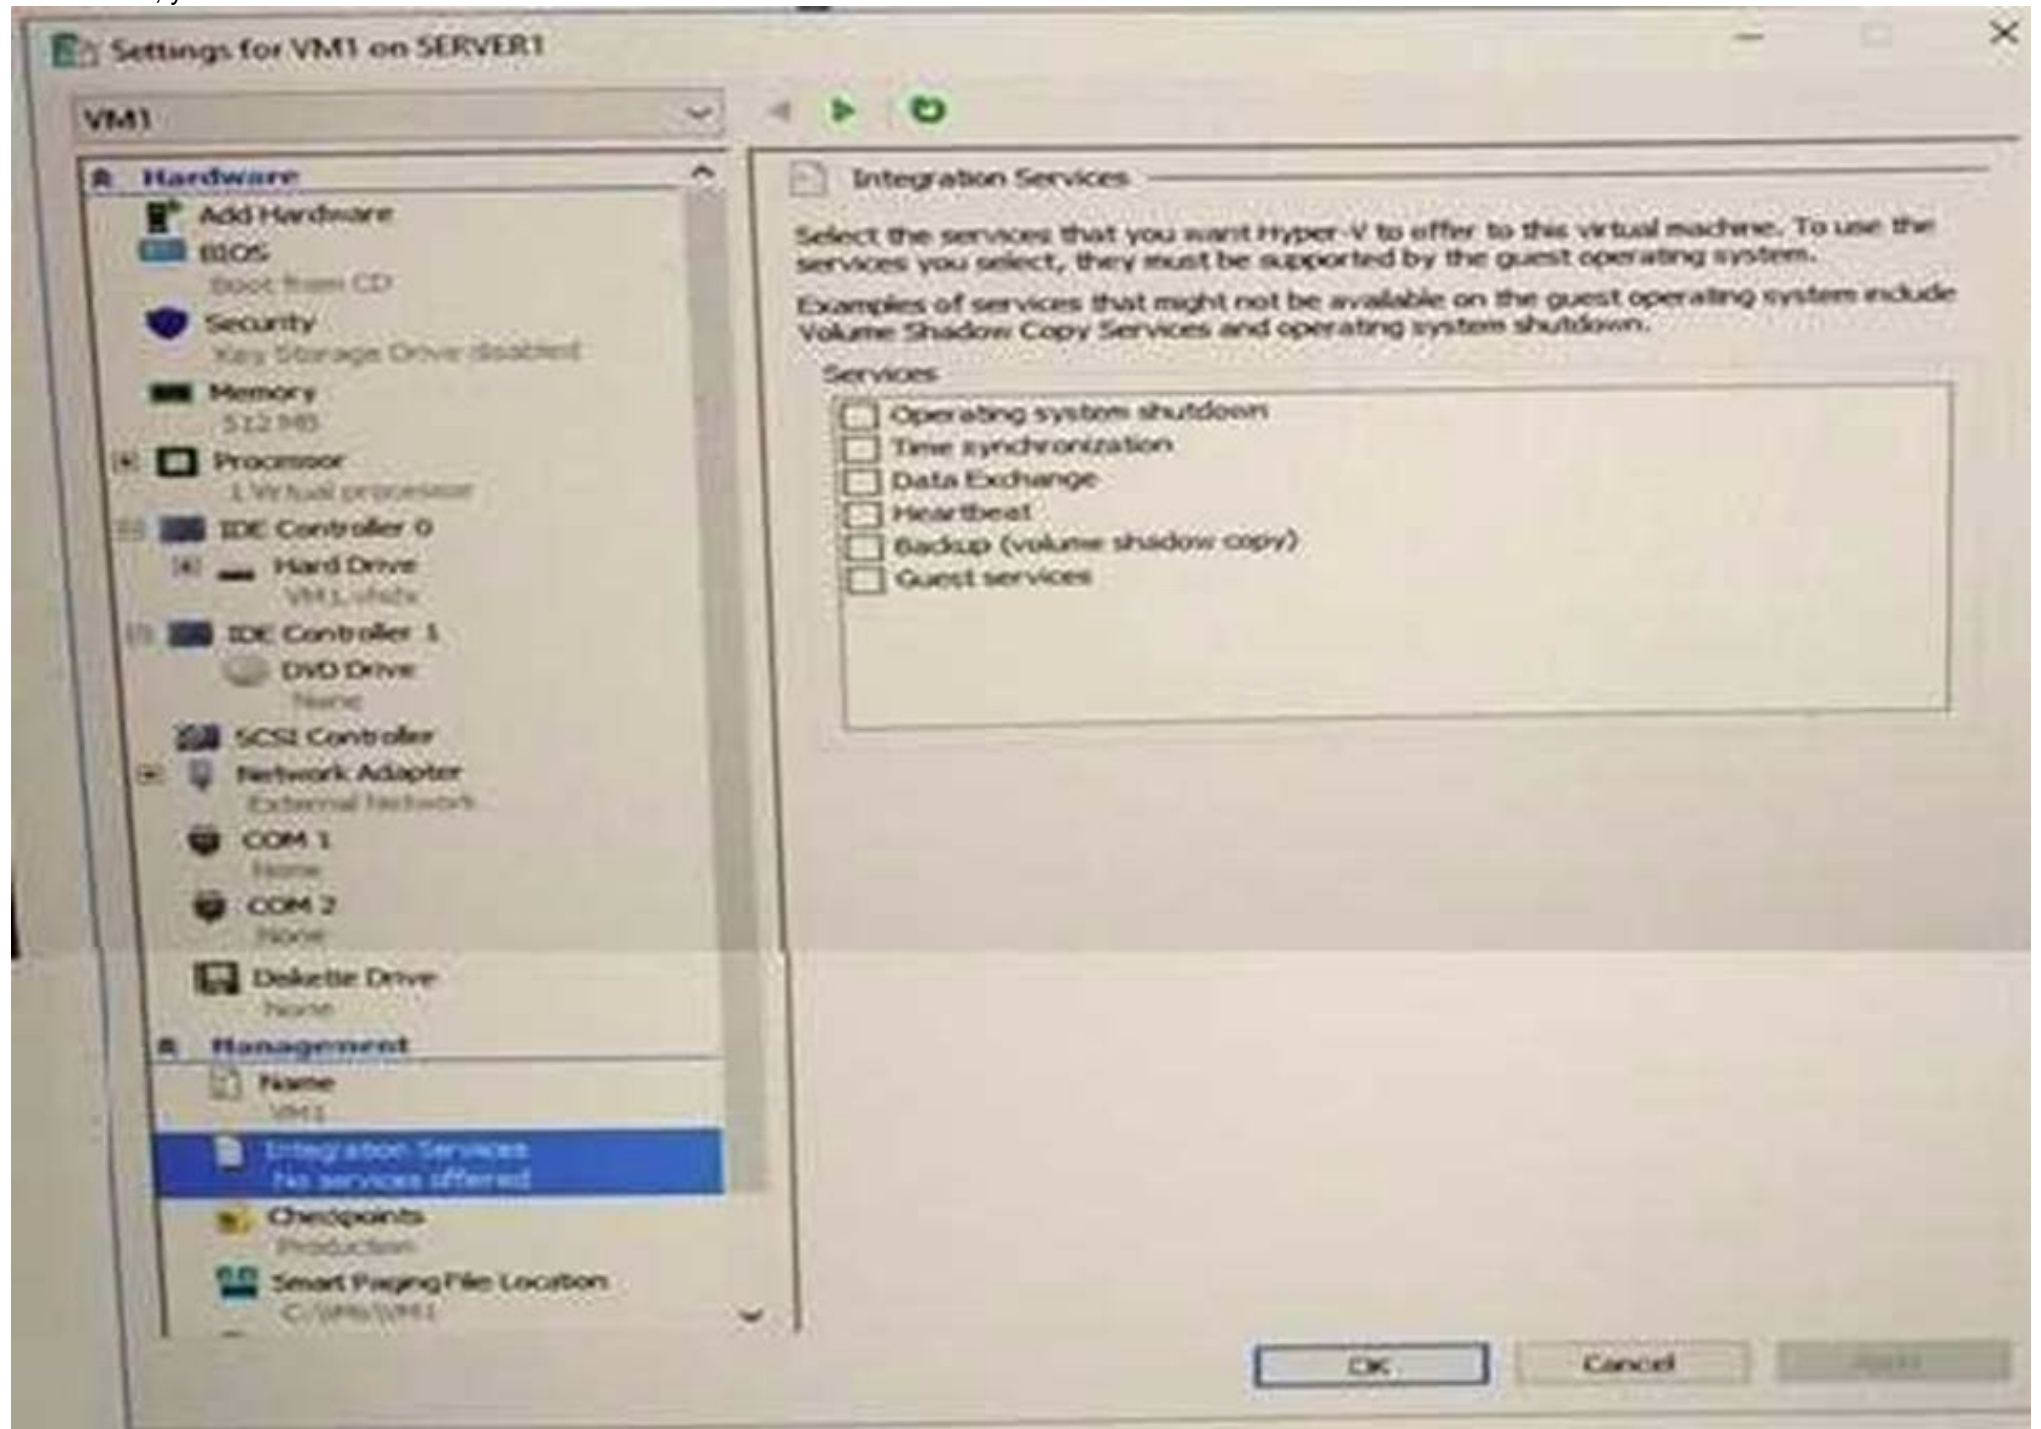 Settings for VM1 on SERVER1
VM1
Hardware
Add Hardware
BIOS
Boot from CD
Security
Key Storage Drive disabled
Memory
512 MB
Processor
1 Virtual processor
IDE Controller 0
Hard Drive
VM1.vhdx
IDE Controller 1
DVD Drive
None
SCSI Controller
Network Adapter
External Network
COM 1
None
COM 2
None
Diskette Drive
None
Management
Name
VM1
Integration Services
No services offered
Checkpoints
Production
Smart Paging File Location
C:\VMs\VM1
Integration Services
Select the services that you want Hyper-V to offer to this virtual machine. To use the
services you select, they must be supported by the guest operating system.
Examples of services that might not be available on the guest operating system include
Volume Shadow Copy Services and operating system shutdown.
Services
Operating system shutdown
Time synchronization
Data Exchange
Heartbeat
Backup (volume shadow copy)
Guest services
OK
Cancel
Apply